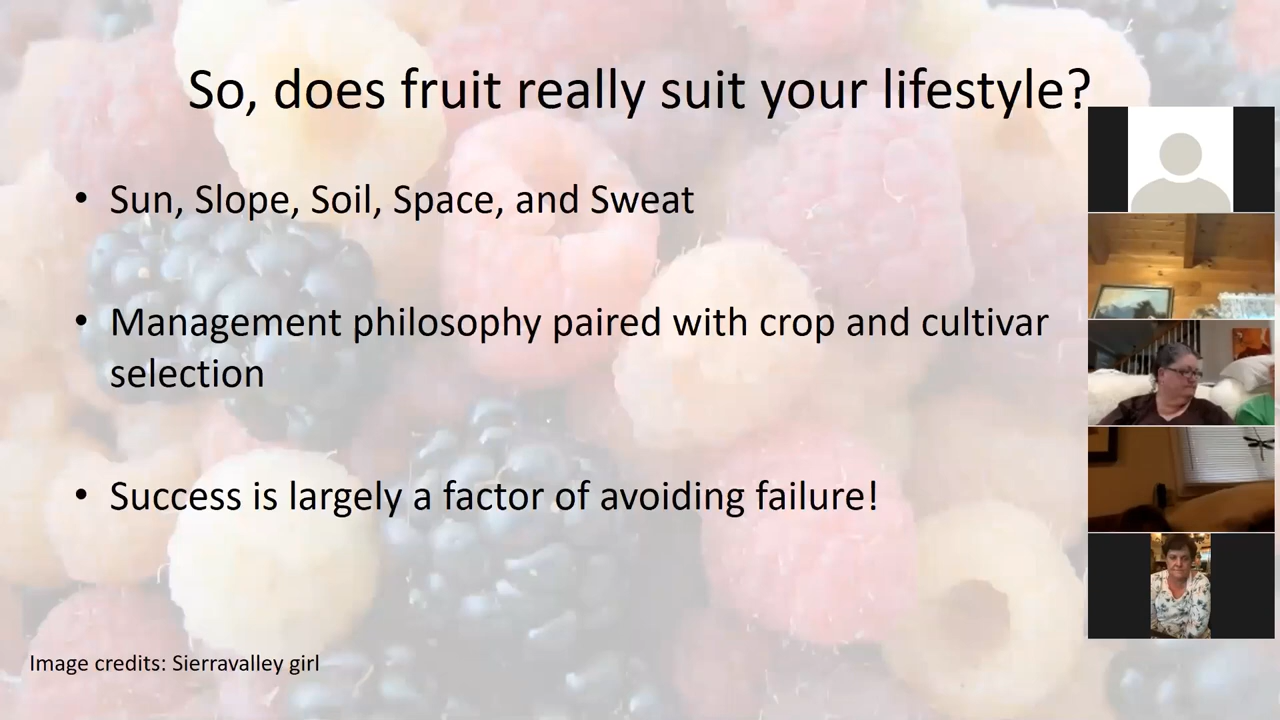 So, does fruit really suit your lifestyle?
• Sun, Slope, Soil, Space, and Sweat
• Management philosophy paired with crop and cultivar
selection
• Success is largely a factor of avoiding failure!
Image credits: Sierravalley girl